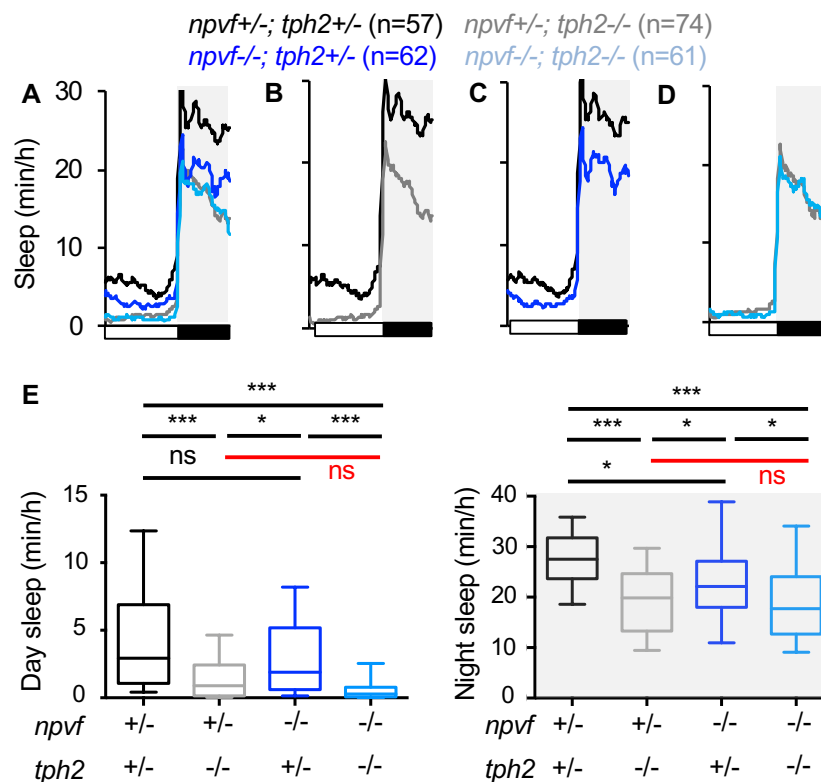 npvf+/-; tph2+/- (n=57) npvf+/-; tph2-/- (n=74)
npvf-/-; tph2+/- (n=62) npvf-/-; tph2-/- (n=61)
A B C D
Sleep (min/h)
30
20
10
0
E
***
*** * ***
ns
ns
Day sleep (min/h)
15
10
5
0
npvf +/- +/- -/- -/-
tph2 +/- -/- +/- -/-
***
*** * *
* ns
Night sleep (min/h)
40
30
20
10
0
npvf +/- +/- -/- -/-
tph2 +/- -/- +/- -/-